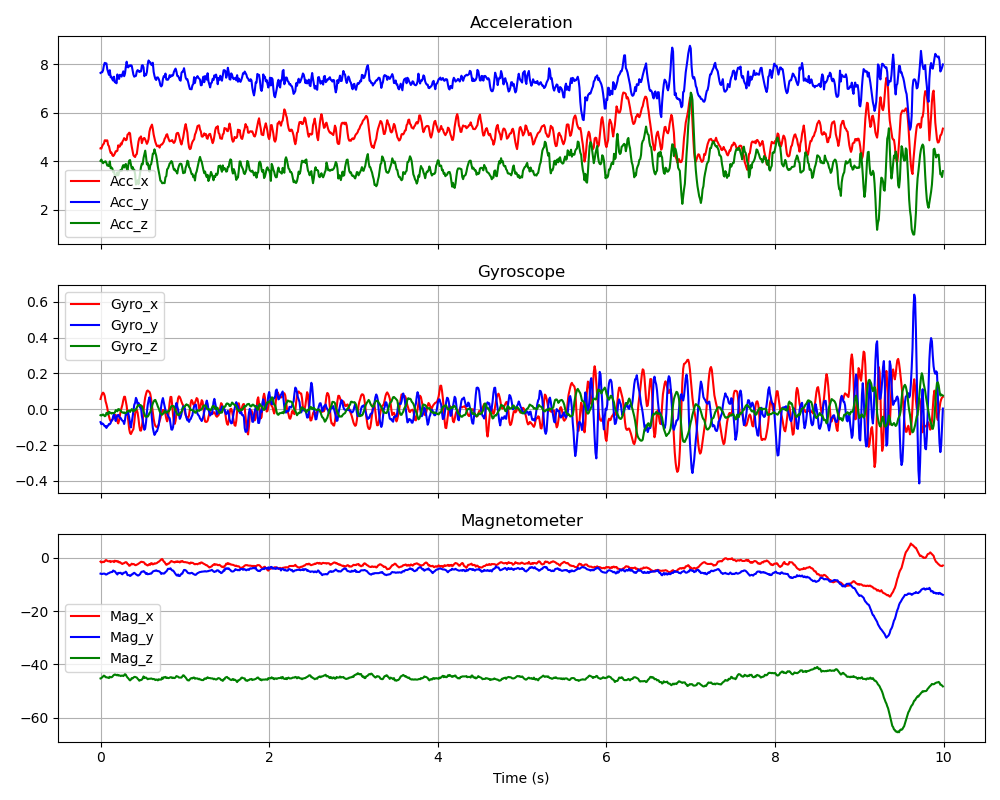 Acceleration
8
6
4
2
Acc_x
Acc_y
Acc_z
Gyroscope
0.6
0.4
0.2
0.0
−0.2
−0.4
Gyro_x
Gyro_y
Gyro_z
Magnetometer
0
−20
−40
−60
Mag_x
Mag_y
Mag_z
0 2 4 6 8 10
Time (s)